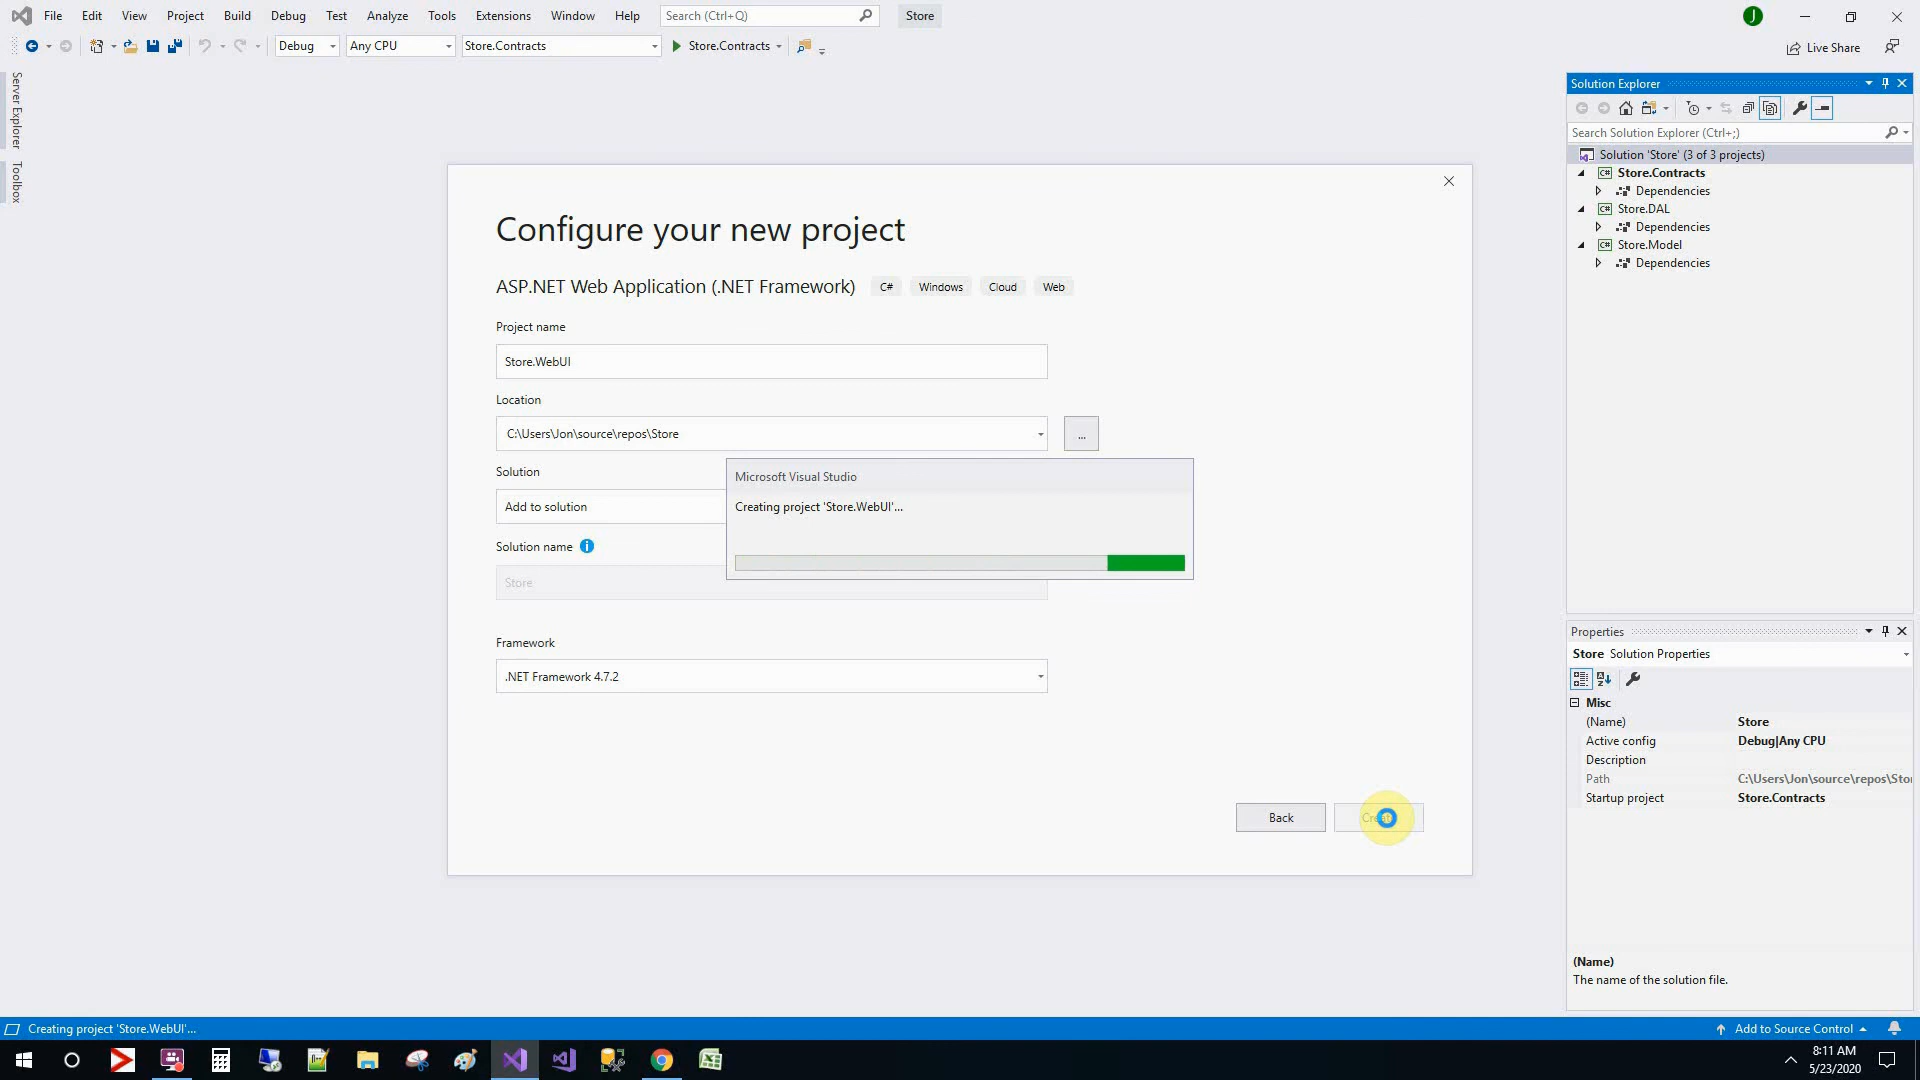 File Edit View Project Build Debug Test Analyze Tools Extensions Window Help Search (Ctrl+Q) Store J
Debug Any CPU Store.Contracts Store.Contracts Live Share
Server Explorer
Toolbox
Configure your new project
ASP.NET Web Application (.NET Framework) C# Windows Cloud Web
Project name
Store.WebUI
Location
C:\Users\Jon\source\repos\Store
...
Solution
Add to solution
Solution name
Store
Microsoft Visual Studio
Creating project 'Store.WebUI'...
Framework
.NET Framework 4.7.2
Back
Solution Explorer
Search Solution Explorer (Ctrl+;)
Solution 'Store' (3 of 3 projects)
Store.Contracts
Dependencies
Store.DAL
Dependencies
Store.Model
Dependencies
Properties
Store Solution Properties
Misc
(Name) Store
Active config Debug|Any CPU
Description
Path C:\Users\Jon\source\repos\Sto
Startup project Store.Contracts
(Name)
The name of the solution file.
Creating project 'Store.WebUI'... Add to Source Control
8:11 AM
5/23/2020